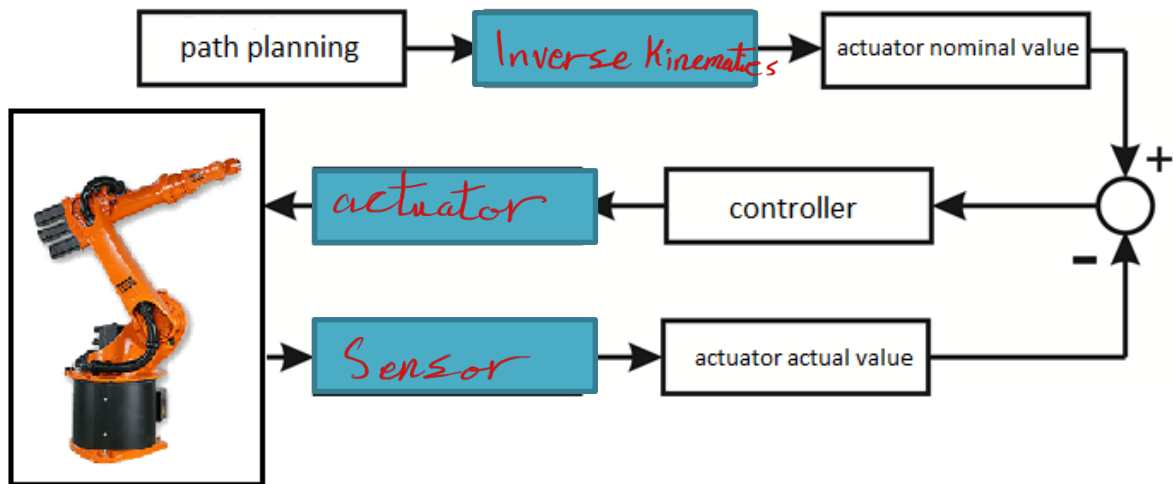 path planning
Inverse Kinematics
actuator nominal value
+
actuator
controller
-
Sensor
actuator actual value